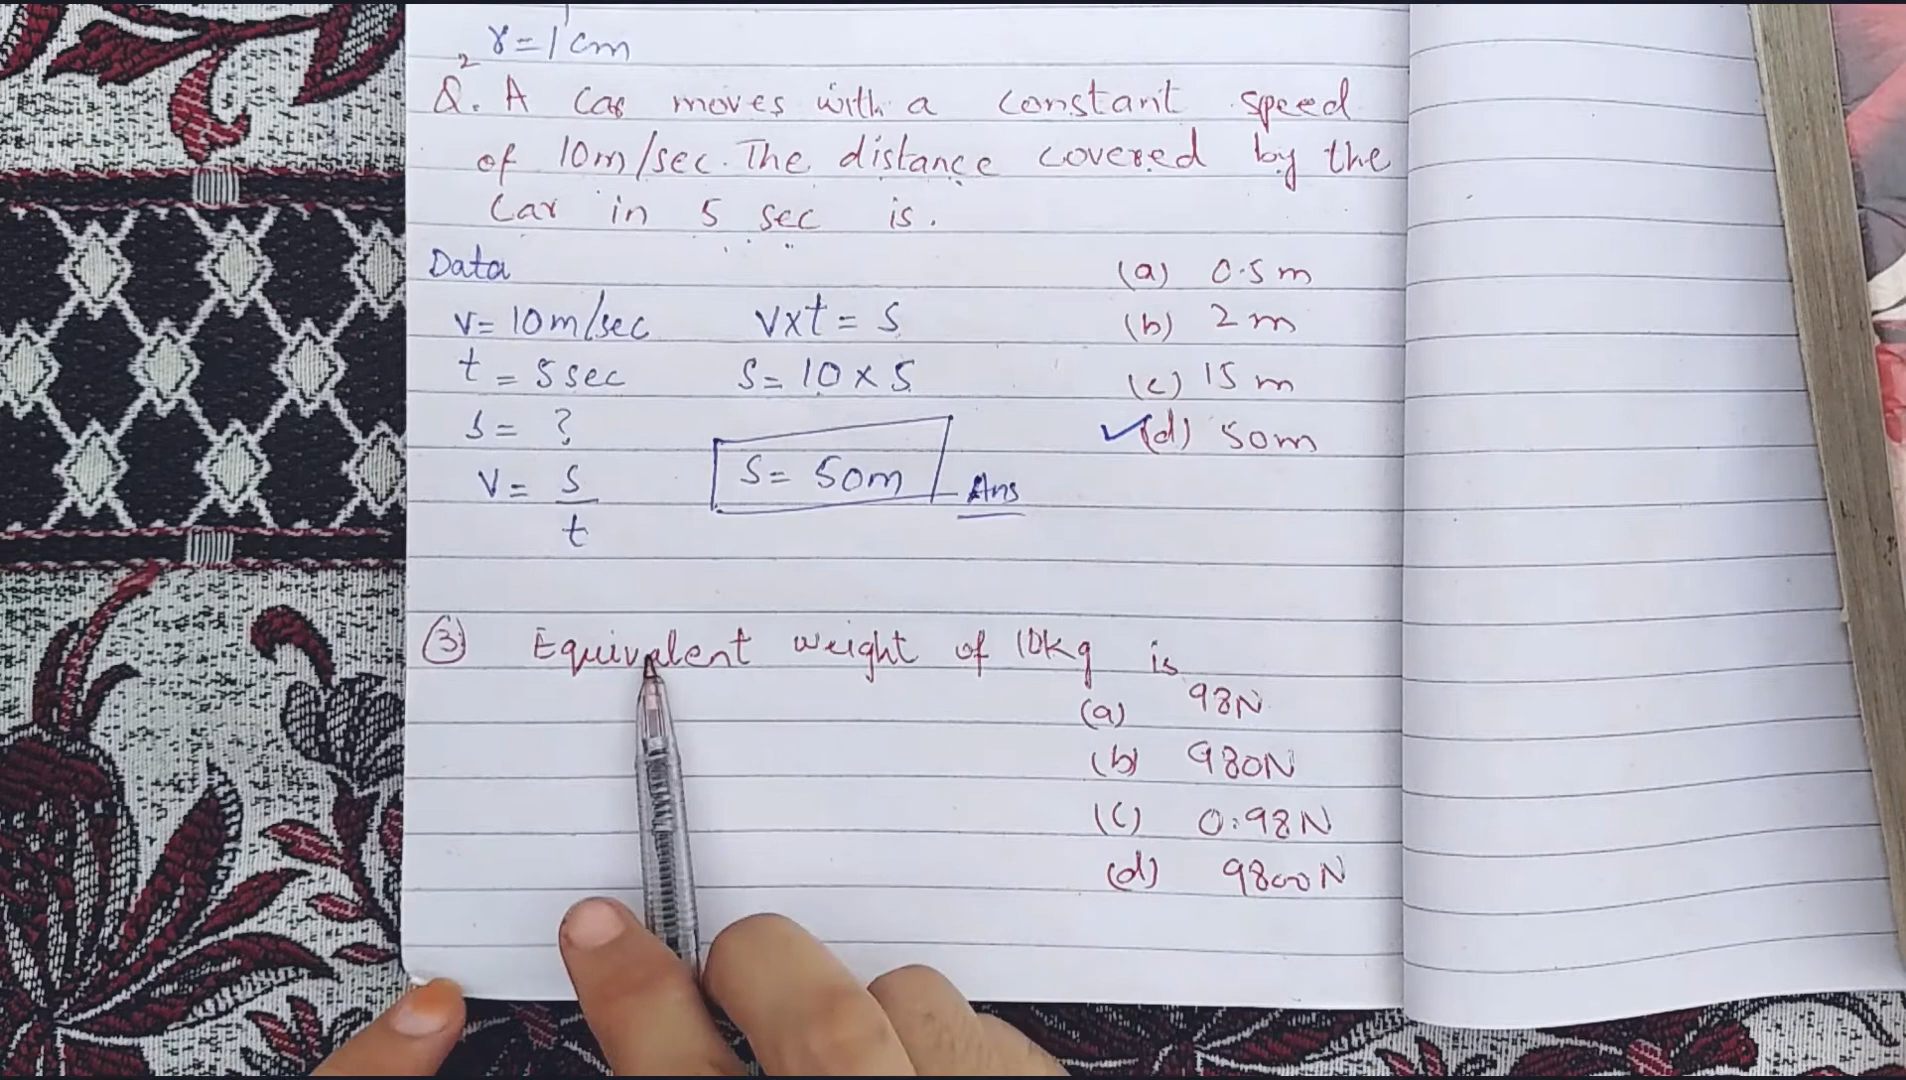 r=1cm
2
Q. A Car moves with a constant speed
of 10m/sec. The distance covered by the
Car in 5 sec is.
Data
V= 10m/sec
t = 5sec
s= ?
V= s/t
V×t = S
S= 10 × 5
S= 50m Ans
(a) 0.5m
(b) 2m
(c) 15m
✓(d) 50m
(3) Equivalent weight of 10kg is
(a) 98N
(b) 980N
(c) 0.98N
(d) 9800N